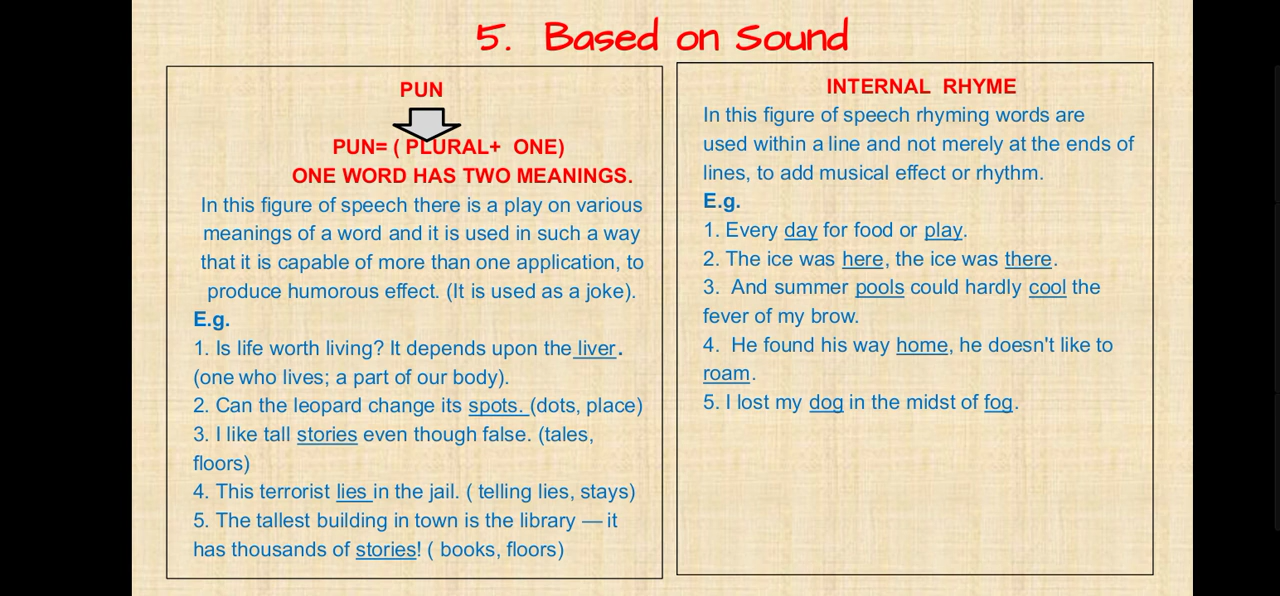 5. Based on Sound
PUN
PUN= ( PLURAL+ ONE)
ONE WORD HAS TWO MEANINGS.
In this figure of speech there is a play on various
meanings of a word and it is used in such a way
that it is capable of more than one application, to
produce humorous effect. (It is used as a joke).
E.g.
1. Is life worth living? It depends upon the liver.
(one who lives; a part of our body).
2. Can the leopard change its spots. (dots, place)
3. I like tall stories even though false. (tales,
floors)
4. This terrorist lies in the jail. ( telling lies, stays)
5. The tallest building in town is the library — it
has thousands of stories! ( books, floors)
INTERNAL RHYME
In this figure of speech rhyming words are
used within a line and not merely at the ends of
lines, to add musical effect or rhythm.
E.g.
1. Every day for food or play.
2. The ice was here, the ice was there.
3. And summer pools could hardly cool the
fever of my brow.
4. He found his way home, he doesn't like to
roam.
5. I lost my dog in the midst of fog.